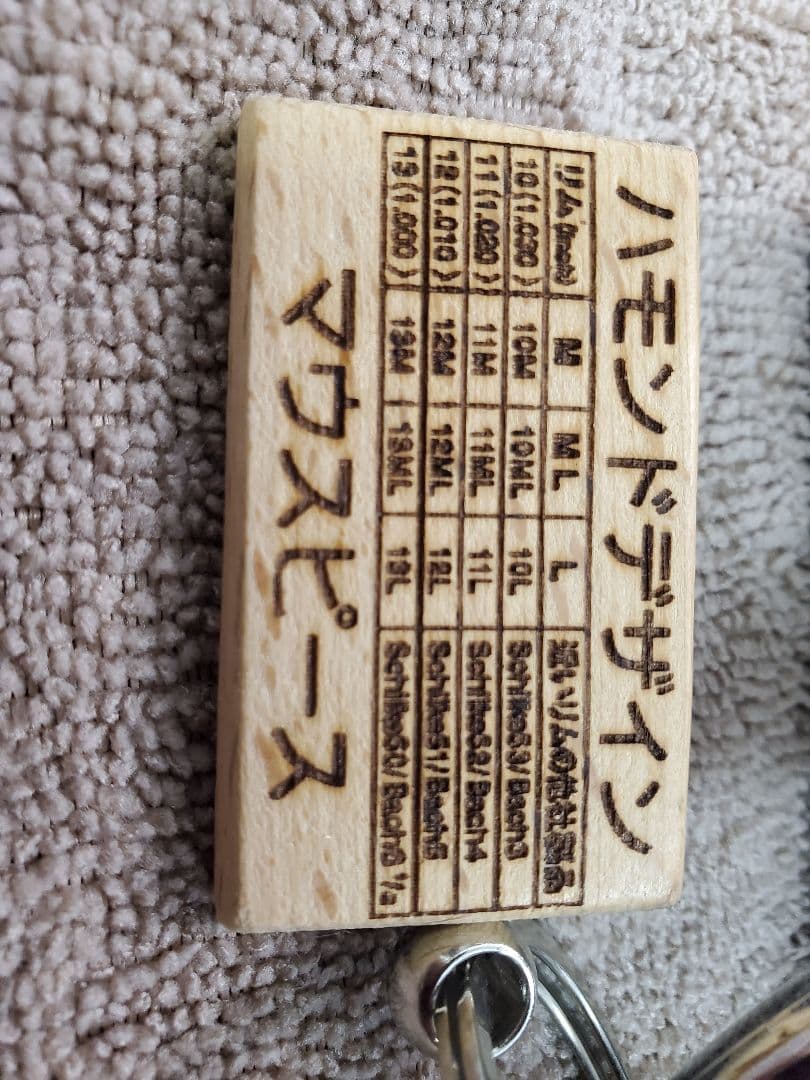 ハモンドデザイン
リム(inch) M ML L 近いリムの他社製品
10(1.030) 10M 10ML 10L Schilke53/Bach3
11(1.020) 11M 11ML 11L Schilke52/Bach4
12(1.010) 12M 12ML 12L Schilke51/Bach5
13(1.000) 13M 13ML 13L Schilke50/Bach6 ½
マウスピース